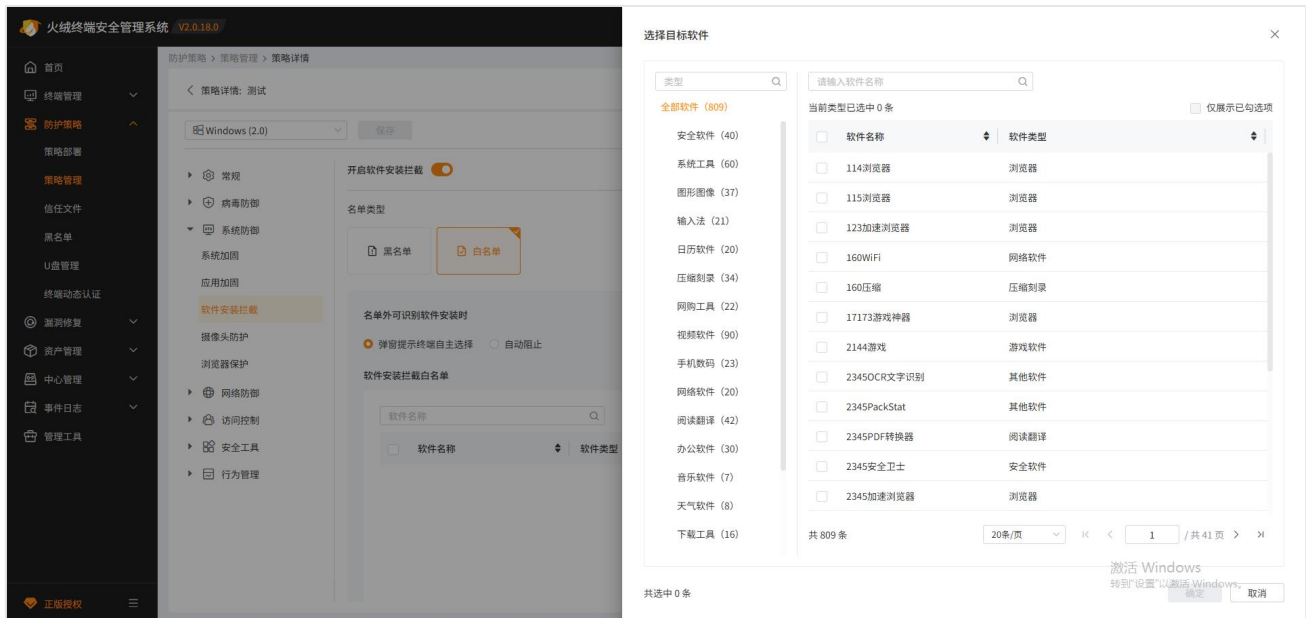 火绒终端安全管理系统 V2.0.18.0
首页
终端管理
防护策略
策略部署
策略管理
信任文件
黑名单
U盘管理
终端动态认证
漏洞修复
资产管理
中心管理
事件日志
管理工具
正版授权
防护策略 > 策略管理 > 策略详情
策略详情: 测试
Windows (2.0) 保存
常规
病毒防御
系统防御
系统加固
应用加固
软件安装拦截
摄像头防护
浏览器保护
网络防御
访问控制
安全工具
行为管理
开启软件安装拦截
名单类型
黑名单 白名单
名单外可识别软件安装时
弹窗提示终端自主选择 自动阻止
软件安装拦截白名单
软件名称
软件名称 软件类型
选择目标软件
类型
全部软件（809）
安全软件（40）
系统工具（60）
图形图像（37）
输入法（21）
日历软件（20）
压缩刻录（34）
网购工具（22）
视频软件（90）
手机数码（23）
网络软件（20）
阅读翻译（42）
办公软件（30）
音乐软件（7）
天气软件（8）
下载工具（16）
请输入软件名称
当前类型已选中 0 条 仅展示已勾选项
软件名称 软件类型
114浏览器 浏览器
115浏览器 浏览器
123加速浏览器 浏览器
160WiFi 网络软件
160压缩 压缩刻录
17173游戏神器 浏览器
2144游戏 游戏软件
2345OCR文字识别 其他软件
2345PackStat 其他软件
2345PDF转换器 阅读翻译
2345安全卫士 安全软件
2345加速浏览器 浏览器
共 809 条 20条/页 1 / 共 41 页
激活 Windows
转到"设置"以激活 Windows。
共选中 0 条 确定 取消